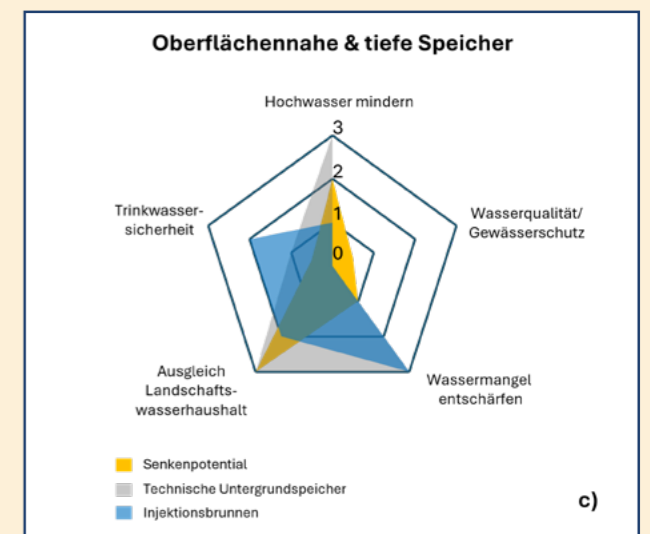 Oberflächennahe & tiefe Speicher
Hochwasser mindern
3
2
1
0
Trinkwasser-
sicherheit
Wasserqualität/
Gewässerschutz
Ausgleich
Landschafts-
wasserhaushalt
Wassermangel
entschärfen
Senkenpotential
Technische Untergrundspeicher
Injektionsbrunnen
c)